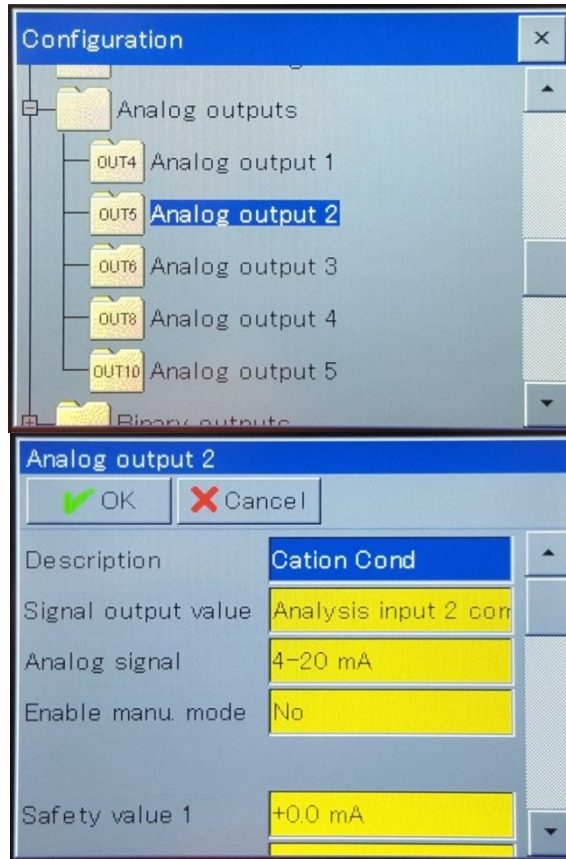 Configuration
Analog outputs
OUT4 Analog output 1
OUT5 Analog output 2
OUT6 Analog output 3
OUT8 Analog output 4
OUT10 Analog output 5
Binary outputs
Analog output 2
OK Cancel
Description Cation Cond
Signal output value Analysis input 2 com
Analog signal 4-20 mA
Enable manu. mode No
Safety value 1 +0.0 mA